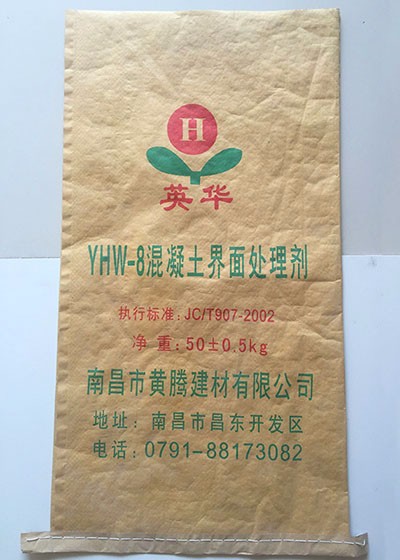 H
英华
YHW-8混凝土界面处理剂
执行标准:JC/T907-2002
净 重:50±0.5kg
南昌市黄腾建材有限公司
地址: 南昌市昌东开发区
电话:0791-88173082